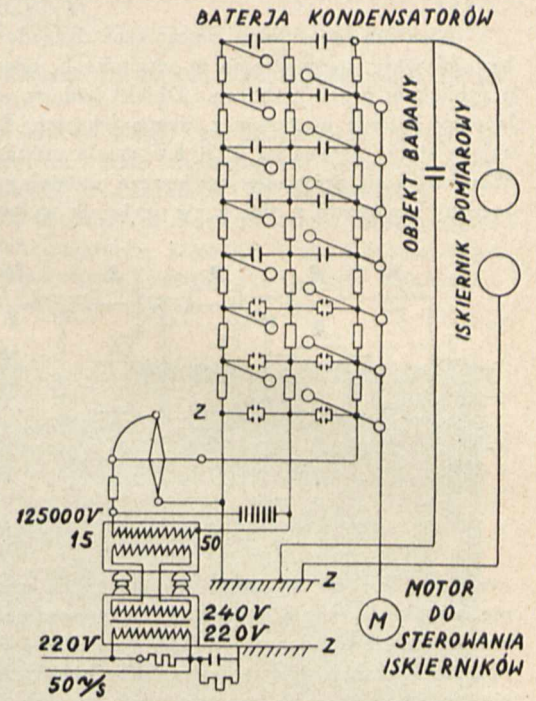 BATERJA KONDENSATORÓW
OBJEKT BADANY
ISKIERNIK POMIAROWY
Z
125000V
15
50
Z
240V
220V
220V
50~/s
Z
M
MOTOR
DO
STEROWANIA
ISKIERNIKÓW